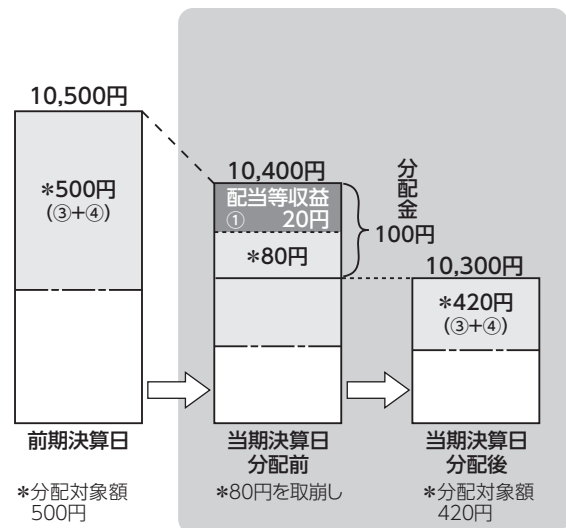 10,500円
*500円
(③+④)
前期決算日
*分配対象額
500円
10,400円
配当等収益
① 20円
*80円
分配金
100円
当期決算日
分配前
*80円を取崩し
10,300円
*420円
(③+④)
当期決算日
分配後
*分配対象額
420円